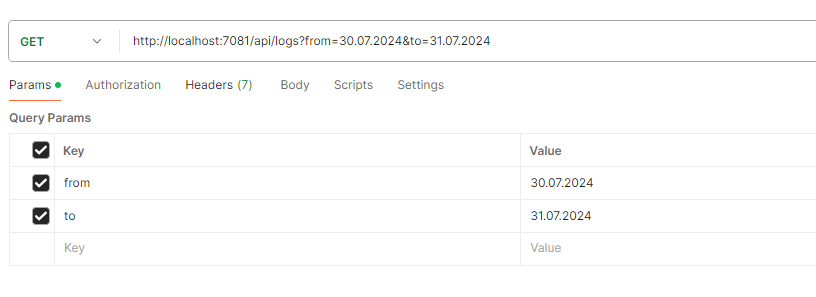 GET http://localhost:7081/api/logs?from=30.07.2024&to=31.07.2024
Params Authorization Headers (7) Body Scripts Settings
Query Params
Key Value
from 30.07.2024
to 31.07.2024
Key Value